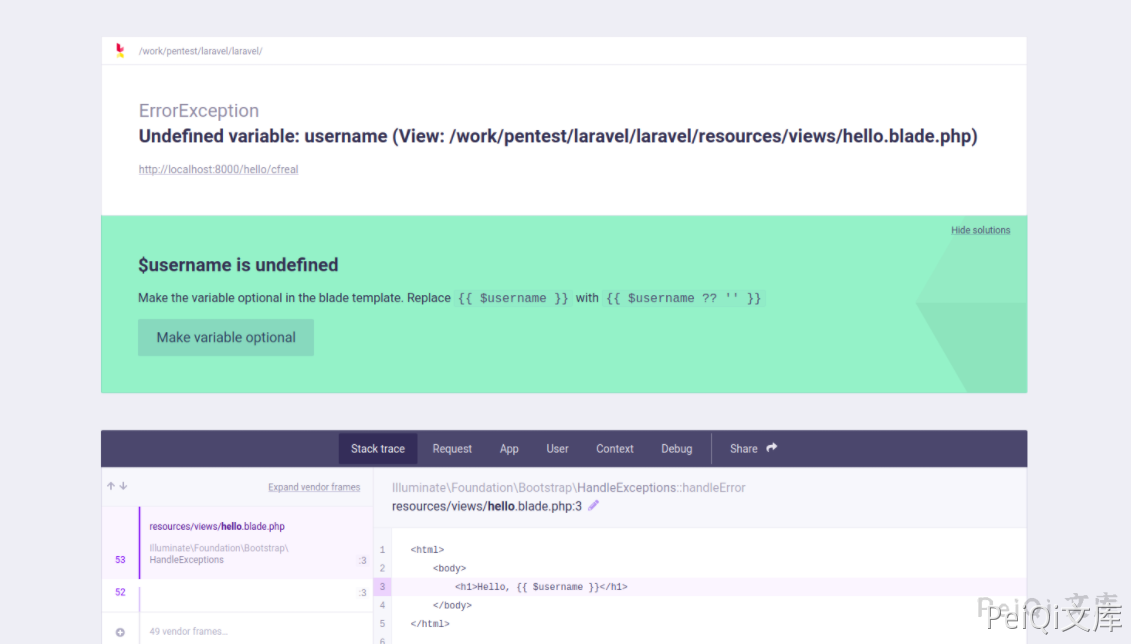 /work/pentest/laravel/laravel/
ErrorException
Undefined variable: username (View: /work/pentest/laravel/laravel/resources/views/hello.blade.php)
http://localhost:8000/hello/cfreal
Hide solutions
$username is undefined
Make the variable optional in the blade template. Replace {{ $username }} with {{ $username ?? '' }}
Make variable optional
Stack trace Request App User Context Debug Share
Expand vendor frames
resources/views/hello.blade.php
Illuminate\Foundation\Bootstrap\
53 HandleExceptions :3
52 :3
49 vendor frames...
Illuminate\Foundation\Bootstrap\HandleExceptions::handleError
resources/views/hello.blade.php:3
1 <html>
2 <body>
3 <h1>Hello, {{ $username }}</h1>
4 </body>
5 </html>
6
PeiQi 文库
PeiQi文库